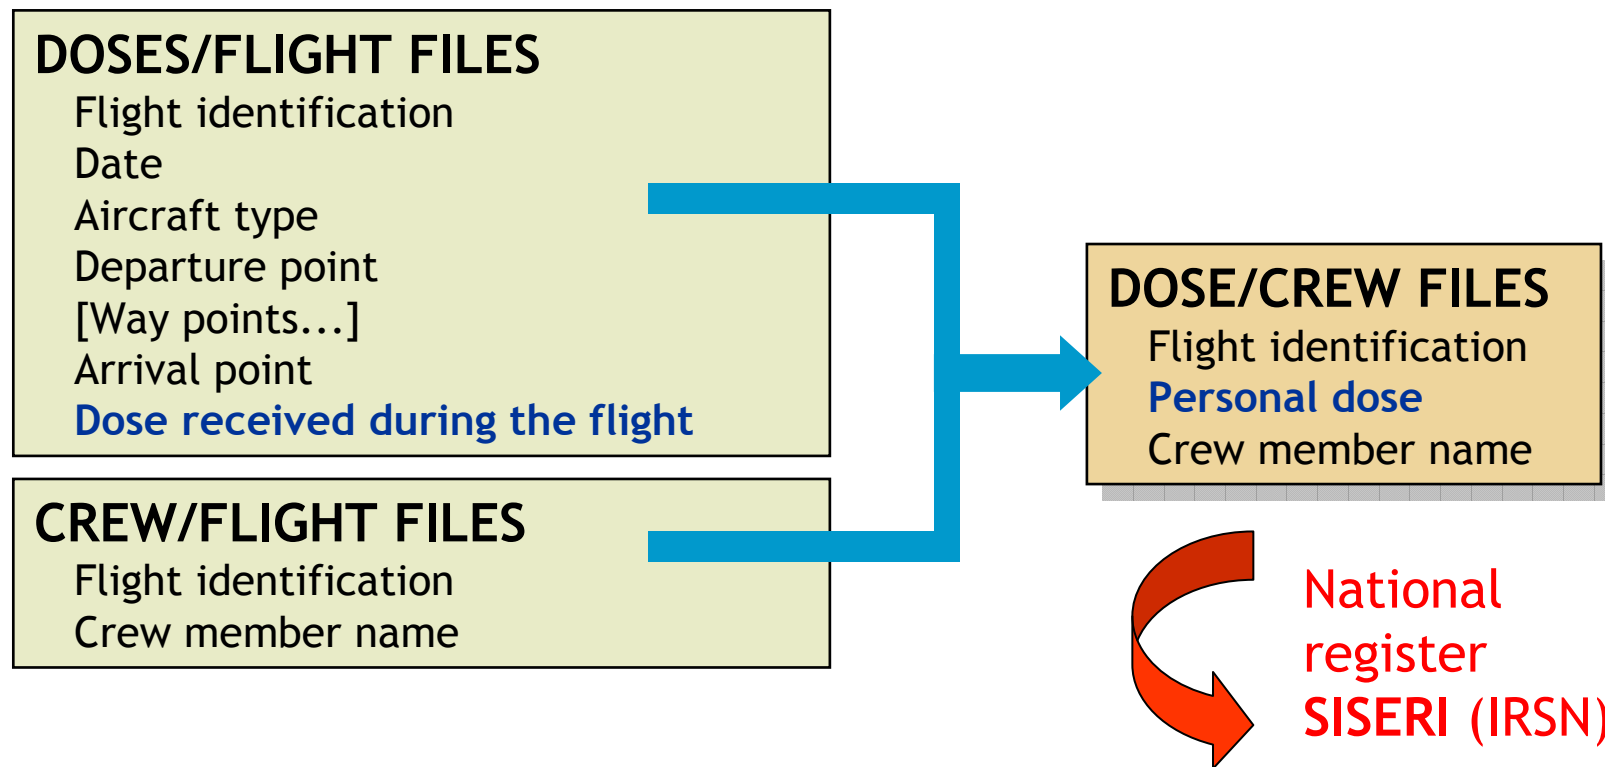 DOSES/FLIGHT FILES
Flight identification
Date
Aircraft type
Departure point
[Way points...]
Arrival point
Dose received during the flight
CREW/FLIGHT FILES
Flight identification
Crew member name
DOSE/CREW FILES
Flight identification
Personal dose
Crew member name
National
register
SISERI (IRSN)